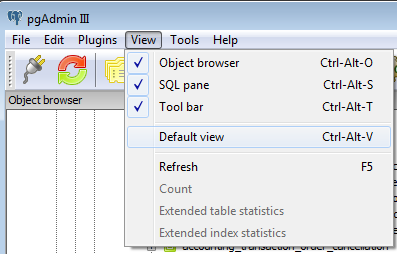 pgAdmin III
File Edit Plugins View Tools Help
Object browser
Object browser Ctrl-Alt-O
SQL pane Ctrl-Alt-S
Tool bar Ctrl-Alt-T
Default view Ctrl-Alt-V
Refresh F5
Count
Extended table statistics
Extended index statistics
accounting_transaction_order_cancellation